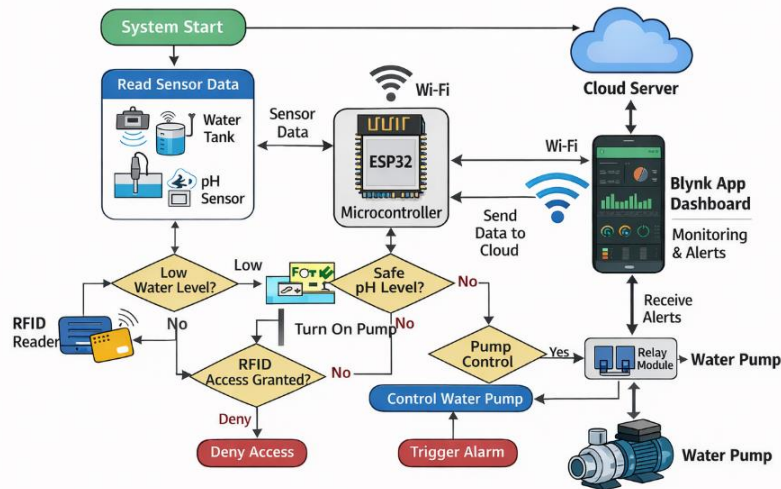 System Start
Read Sensor Data
Water
Tank
pH
Sensor
Sensor
Data
Wi-Fi
ESP32
Microcontroller
Cloud Server
Wi-Fi
Send
Data to
Cloud
Blynk App
Dashboard
Monitoring
& Alerts
Low
Water Level?
Low
Safe
pH Level?
No
RFID
Reader
No
Turn On Pump
No
RFID
Access Granted?
No
Deny
Deny Access
Pump
Control
Yes
Receive
Alerts
Relay
Module
Water Pump
Control Water Pump
Trigger Alarm
Water Pump